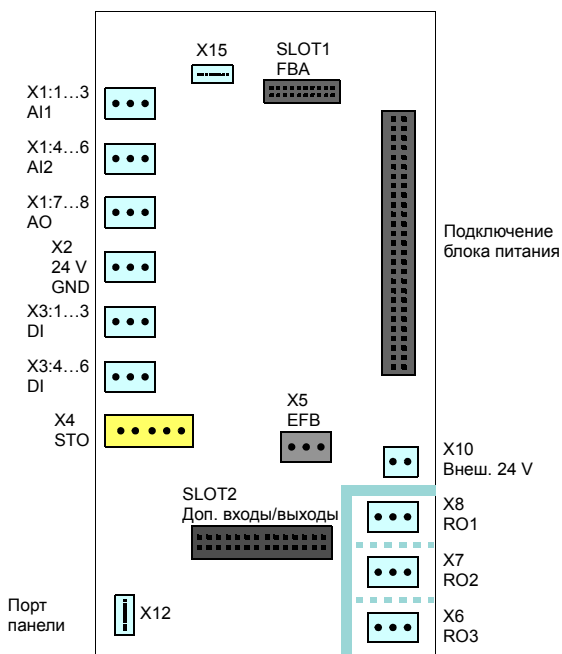 X15
SLOT1
FBA
X1:1…3
AI1
X1:4…6
AI2
X1:7…8
AO
X2
24 V
GND
X3:1…3
DI
X3:4…6
DI
X4
STO
Подключение
блока питания
X5
EFB
X10
Внеш. 24 V
SLOT2
Доп. входы/выходы
X8
RO1
X7
RO2
X6
RO3
Порт
панели
X12